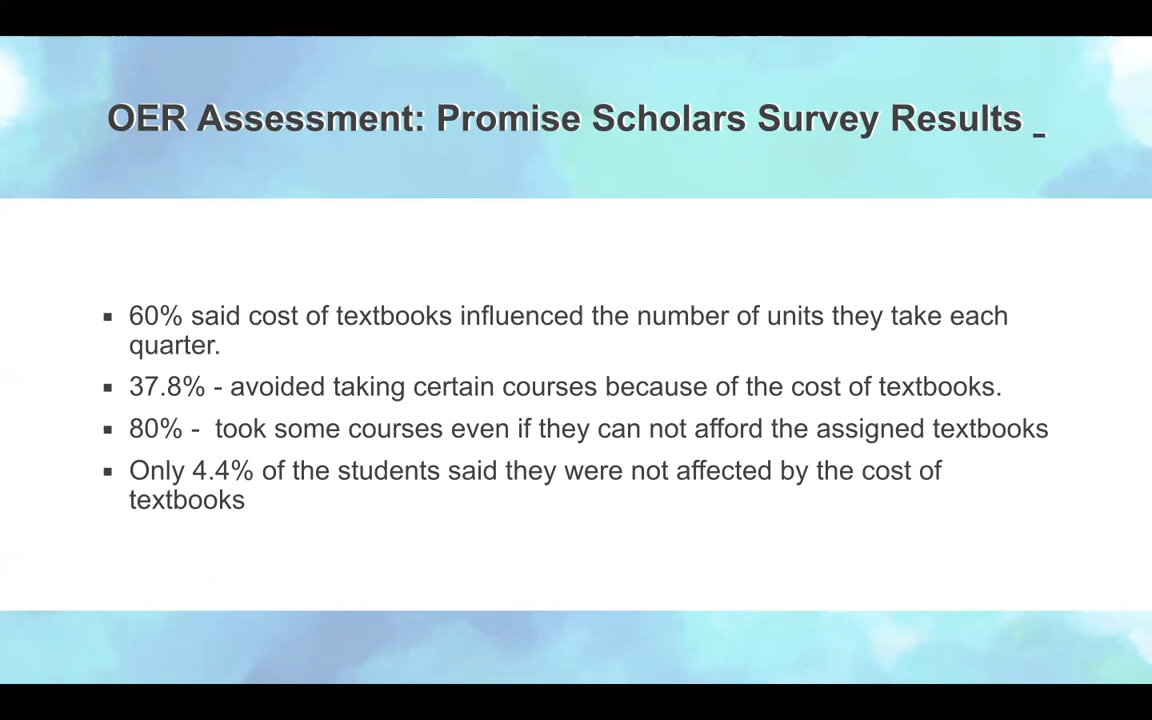 OER Assessment: Promise Scholars Survey Results _
▪ 60% said cost of textbooks influenced the number of units they take each
quarter.
▪ 37.8% - avoided taking certain courses because of the cost of textbooks.
▪ 80% -  took some courses even if they can not afford the assigned textbooks
▪ Only 4.4% of the students said they were not affected by the cost of
textbooks